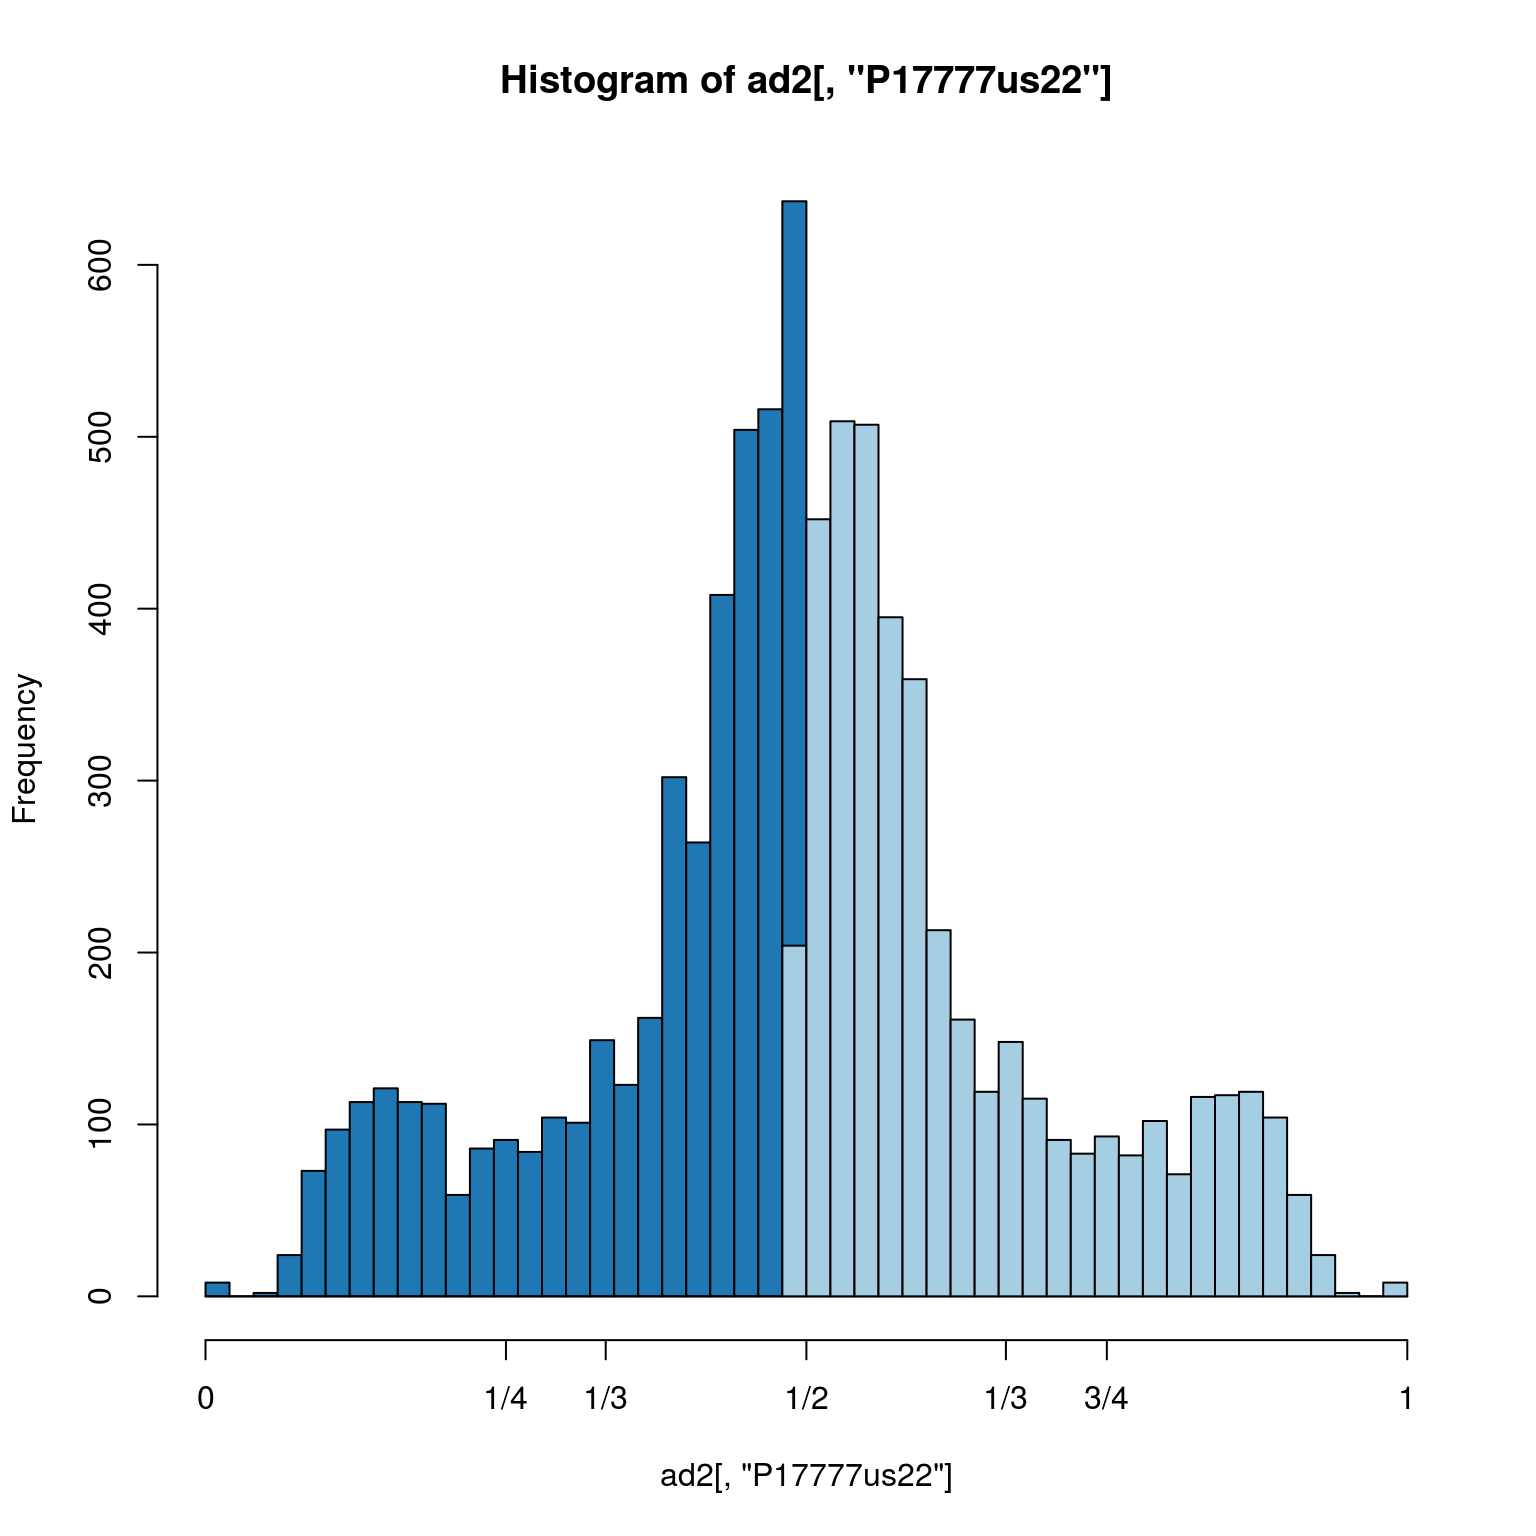 Histogram of ad2[, "P17777us22"]
Frequency
600
500
400
300
200
100
0
0 1/4 1/3 1/2 1/3 3/4 1
ad2[, "P17777us22"]